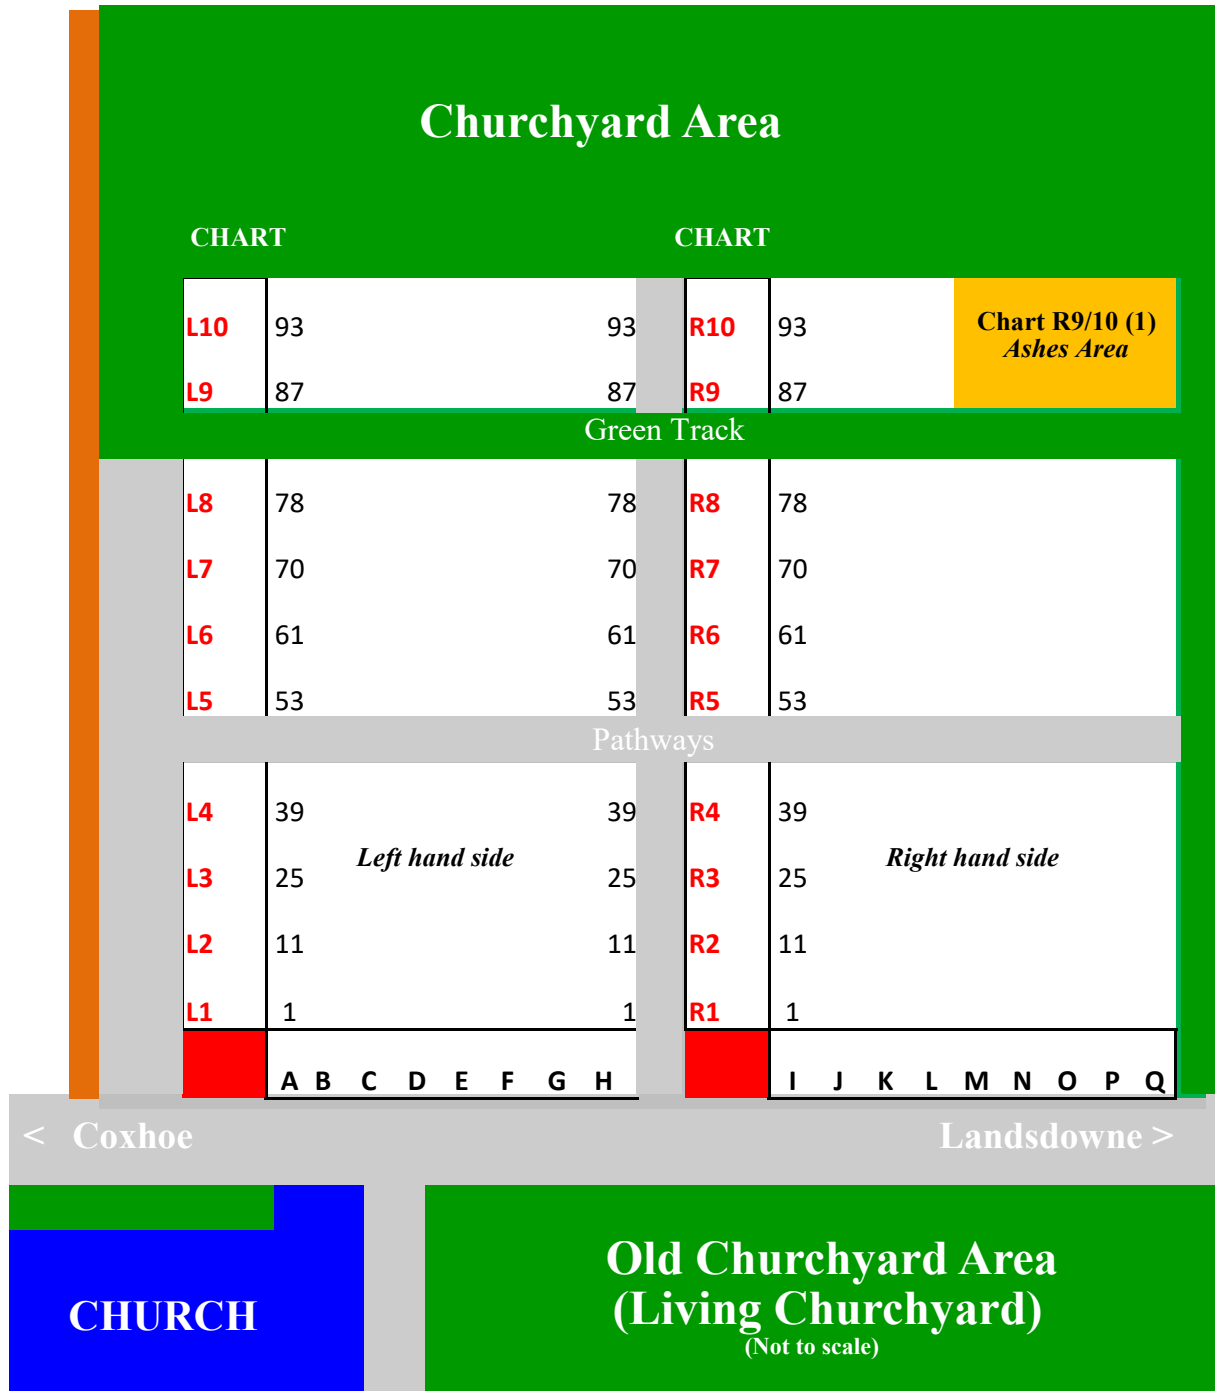 Churchyard Area
CHART CHART
L10 93 93 R10 93 Chart R9/10 (1)
Ashes Area
L9 87 87 R9 87
Green Track
L8 78 78 R8 78
L7 70 70 R7 70
L6 61 61 R6 61
L5 53 53 R5 53
Pathways
L4 39 39 R4 39
Left hand side Right hand side
L3 25 25 R3 25
L2 11 11 R2 11
L1 1 1 R1 1
A B C D E F G H I J K L M N O P Q
< Coxhoe Landsdowne >
Old Churchyard Area
CHURCH (Living Churchyard)
(Not to scale)